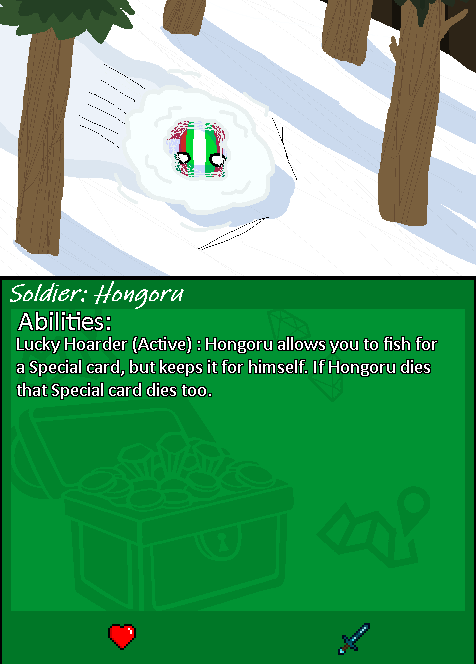 Soldier: Hongoru
Abilities:
Lucky Hoarder (Active) : Hongoru allows you to fish for
a Special card, but keeps it for himself. If Hongoru dies
that Special card dies too.